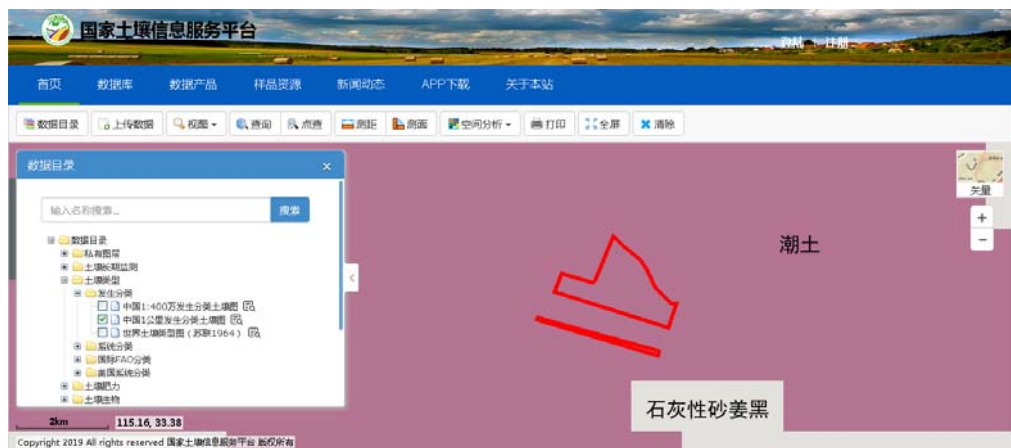 国家土壤信息服务平台
登陆 | 注册
首页 数据库 数据产品 样品资源 新闻动态 APP下载 关于本站
数据目录 上传数据 视图 查询 点查 测距 测面 空间分析 打印 全屏 清除
数据目录 ×
输入名称搜索... 搜索
数据目录
私有图层
土壤长期监测
土壤类型
发生分类
中国1:400万发生分类土壤图
中国1公里发生分类土壤图
世界土壤类型图(苏联1964)
系统分类
国际FAO分类
美国系统分类
土壤肥力
土壤生物
矢量
+
−
潮土
石灰性砂姜黑
2km 115.16, 33.38
Copyright 2019 All rights reserved 国家土壤信息服务平台 版权所有